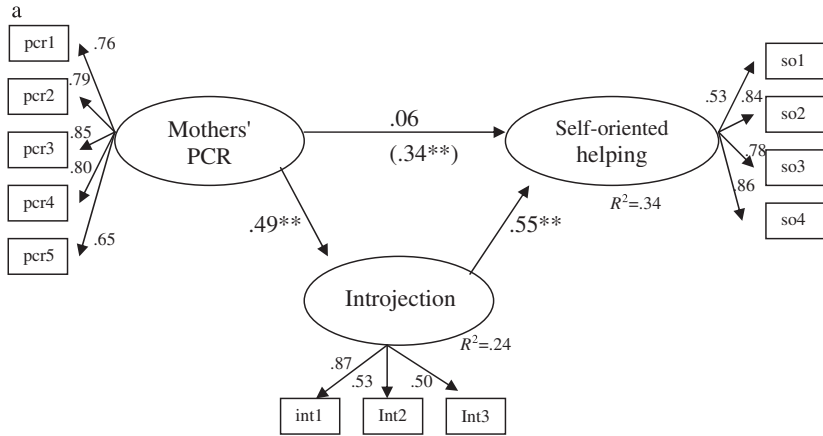 a
pcr1
.76
pcr2
.79
pcr3
.85
pcr4
.80
pcr5
.65
Mothers'
PCR
.06
(.34**)
Self-oriented
helping
R²=.34
.53
so1
.84
so2
.78
so3
.86
so4
.49**
.55**
Introjection
R²=.24
.87
.53
.50
int1
Int2
Int3